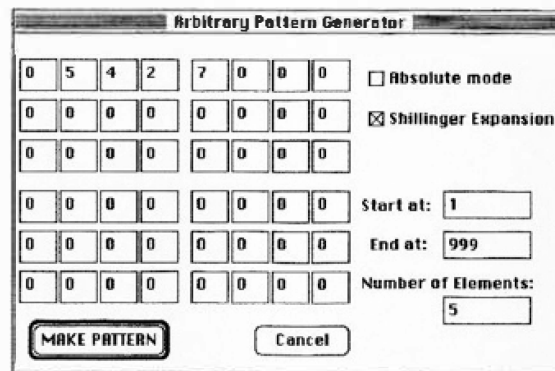 Arbitrary Pattern Generator
0 5 4 2 7 0 0 0
Absolute mode
0 0 0 0 0 0 0 0
Shillinger Expansion
0 0 0 0 0 0 0 0
0 0 0 0 0 0 0 0
Start at: 1
0 0 0 0 0 0 0 0
End at: 999
0 0 0 0 0 0 0 0
Number of Elements:
5
MAKE PATTERN
Cancel